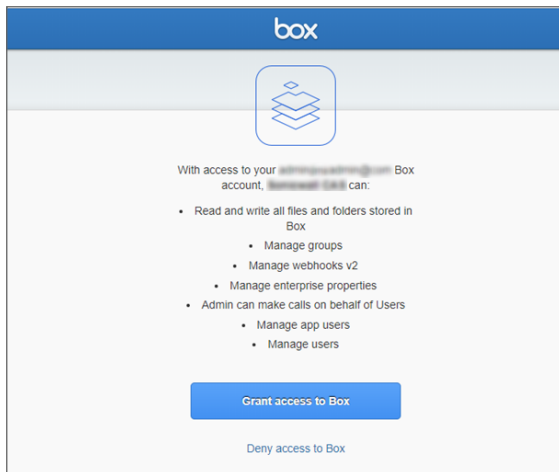 box
With access to your Box
account, can:
• Read and write all files and folders stored in
Box
• Manage groups
• Manage webhooks v2
• Manage enterprise properties
• Admin can make calls on behalf of Users
• Manage app users
• Manage users
Grant access to Box
Deny access to Box